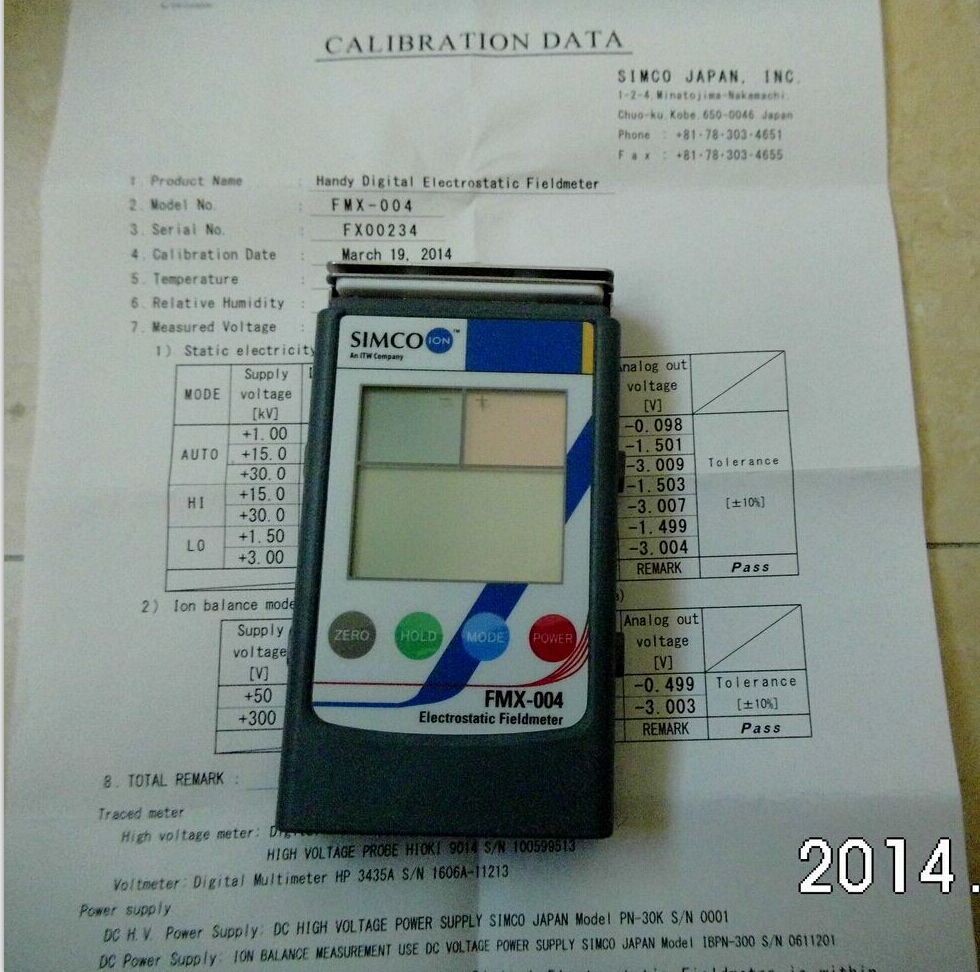 CALIBRATION DATA
SIMCO JAPAN, INC.
1-2-4, Minatojima-Nakamachi,
Chuo-ku, Kobe, 650-0046 Japan
Phone : +81-78-303-4651
Fax : +81-78-303-4655
1. Product Name : Handy Digital Electrostatic Fieldmeter
2. Model No. : FMX-004
3. Serial No. : FX00234
4. Calibration Date : March 19, 2014
5. Temperature :
6. Relative Humidity :
7. Measured Voltage :
1) Static electricity
MODE Supply voltage [kV] Analog out voltage [V]
AUTO +1.00 -0.098
+15.0 -1.501
+30.0 -3.009
HI +15.0 -1.503
+30.0 -3.007
LO +1.50 -1.499
+3.00 -3.004
Tolerance
[±10%]
REMARK Pass
2) Ion balance mode
Supply voltage [V] Analog out voltage [V]
+50 -0.499
+300 -3.003
Tolerance
[±10%]
REMARK Pass
SIMCO ION™
An ITW Company
- +
ZERO HOLD MODE POWER
FMX-004
Electrostatic Fieldmeter
8. TOTAL REMARK :
Traced meter
High voltage meter:
HIGH VOLTAGE PROBE HIOKI 9014 S/N 100599513
Voltmeter: Digital Multimeter HP 3435A S/N 1606A-11213
Power supply
DC H.V. Power Supply: DC HIGH VOLTAGE POWER SUPPLY SIMCO JAPAN Model PN-30K S/N 0001
DC Power Supply: ION BALANCE MEASUREMENT USE DC VOLTAGE POWER SUPPLY SIMCO JAPAN Model IBPN-300 S/N 0611201
2014.